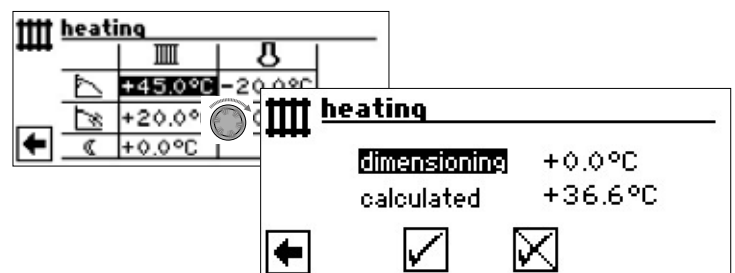 heating
+45.0°C -20.0°C
+20.0°
+0.0°C
heating
dimensioning +0.0°C
calculated +36.6°C